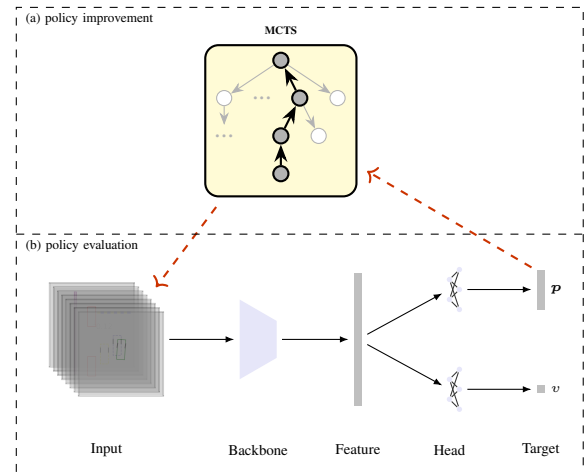 (a) policy improvement
MCTS
(b) policy evaluation
p
v
Input Backbone Feature Head Target